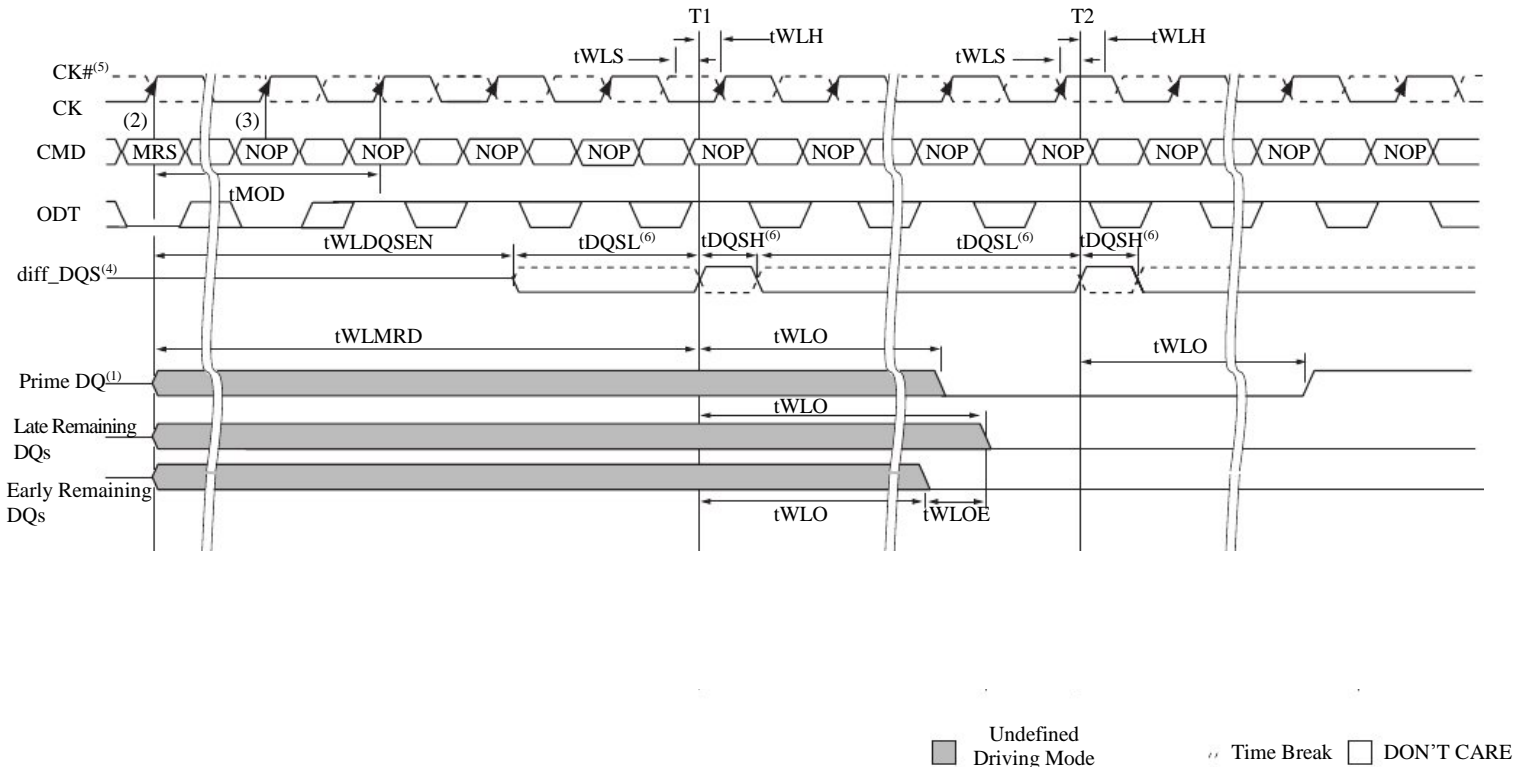 T1
T2
tWLH
tWLH
tWLS
tWLS
CK#(5)
CK
(2)
(3)
CMD
MRS
NOP
NOP
NOP
NOP
NOP
NOP
NOP
NOP
NOP
NOP
NOP
tMOD
ODT
tWLDQSEN
tDQSL(6)
tDQSH(6)
tDQSL(6)
tDQSH(6)
diff_DQS(4)
tWLMRD
tWLO
tWLO
Prime DQ(1)
tWLO
Late Remaining
DQs
Early Remaining
DQs
tWLO
tWLOE
Undefined
Driving Mode
Time Break
DON'T CARE